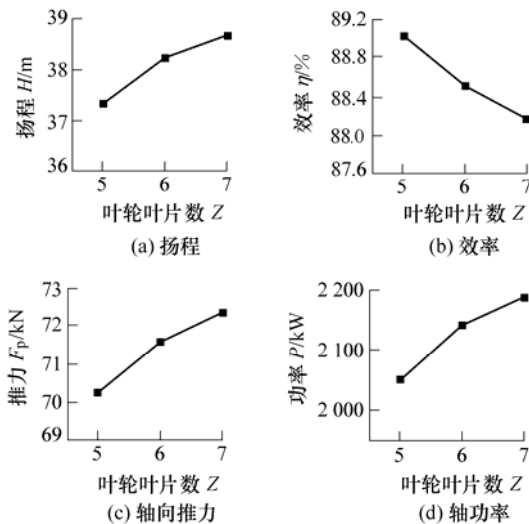 39
38
37
36
扬程 H/m
5 6 7
叶轮叶片数 Z
(a) 扬程
89.2
88.8
88.4
88.0
87.6
效率 η/%
5 6 7
叶轮叶片数 Z
(b) 效率
73
72
71
70
69
推力 Fp/kN
5 6 7
叶轮叶片数 Z
(c) 轴向推力
2 200
2 100
2 000
功率 P/kW
5 6 7
叶轮叶片数 Z
(d) 轴功率